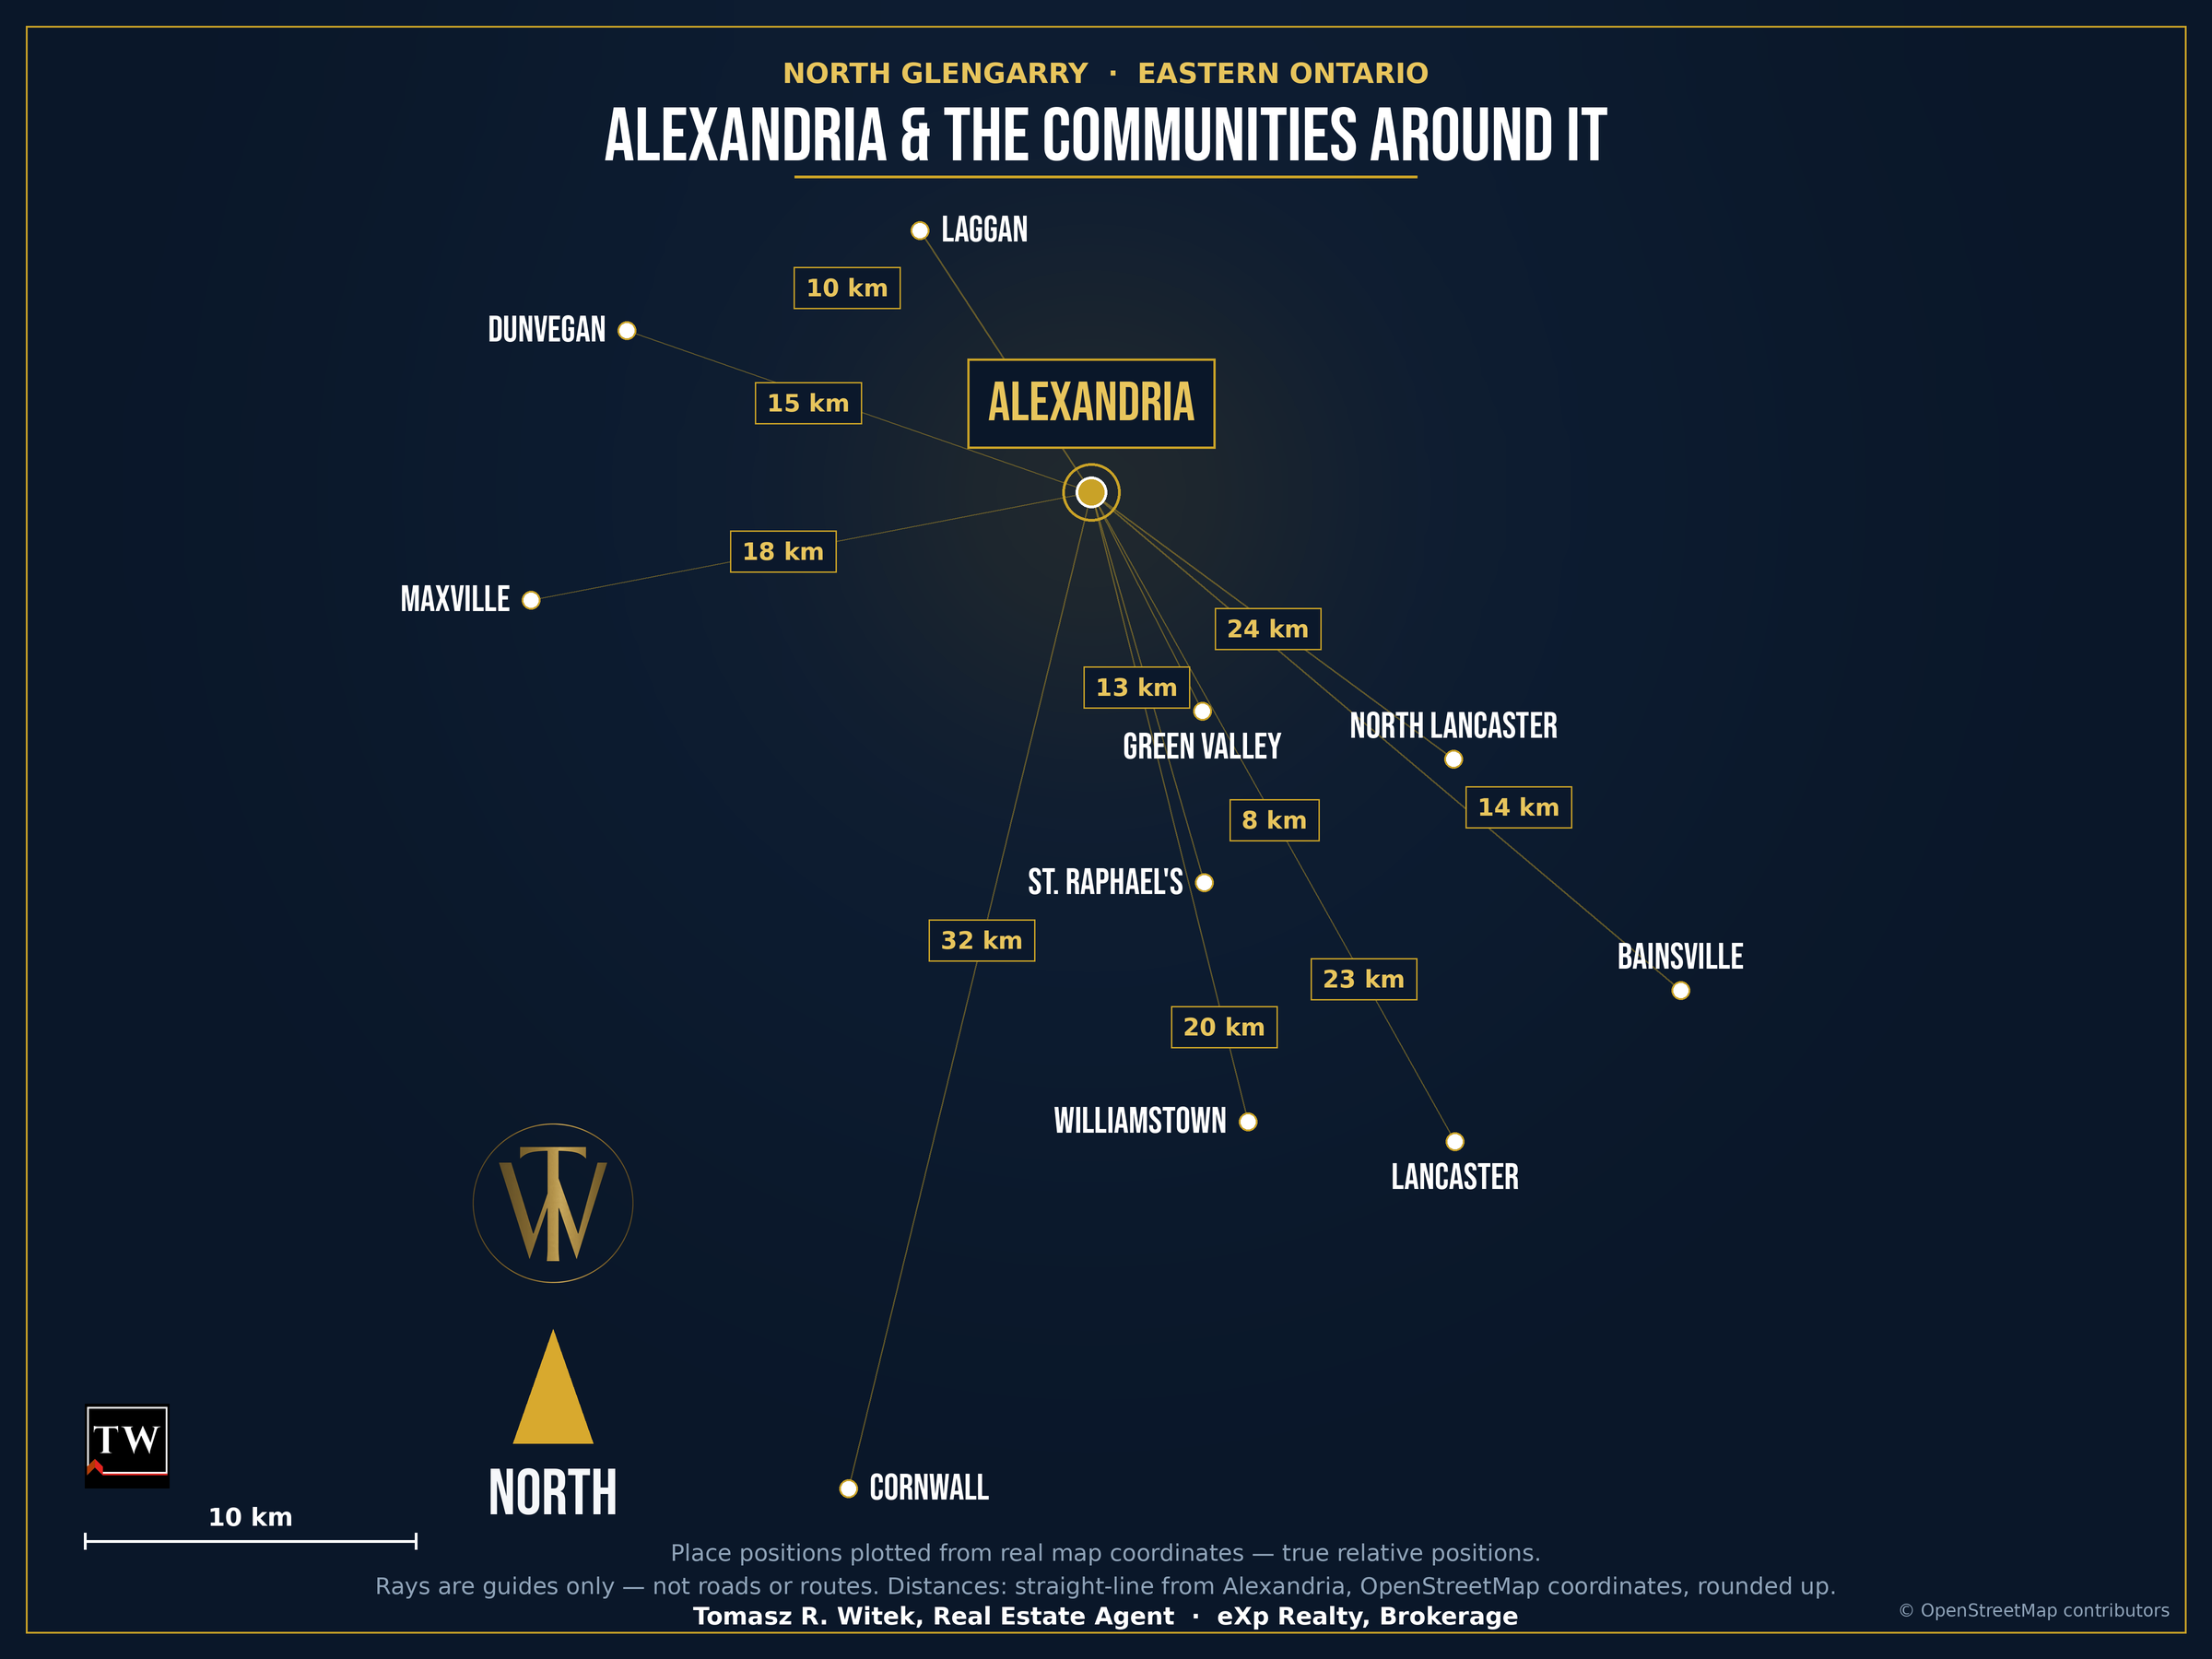 NORTH GLENGARRY · EASTERN ONTARIO
ALEXANDRIA & THE COMMUNITIES AROUND IT
LAGGAN
10 km
DUNVEGAN
15 km
ALEXANDRIA
18 km
MAXVILLE
24 km
13 km
GREEN VALLEY
NORTH LANCASTER
14 km
8 km
ST. RAPHAEL'S
32 km
BAINSVILLE
23 km
20 km
WILLIAMSTOWN
LANCASTER
TW
NORTH
TW
CORNWALL
10 km
Place positions plotted from real map coordinates — true relative positions.
Rays are guides only — not roads or routes. Distances: straight-line from Alexandria, OpenStreetMap coordinates, rounded up.
Tomasz R. Witek, Real Estate Agent · eXp Realty, Brokerage
© OpenStreetMap contributors